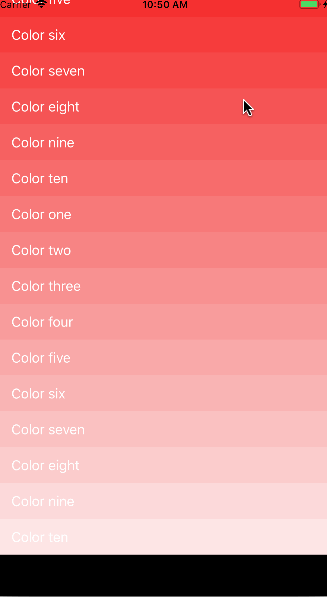 Carrier 10:50 AM
Color five
Color six
Color seven
Color eight
Color nine
Color ten
Color one
Color two
Color three
Color four
Color five
Color six
Color seven
Color eight
Color nine
Color ten